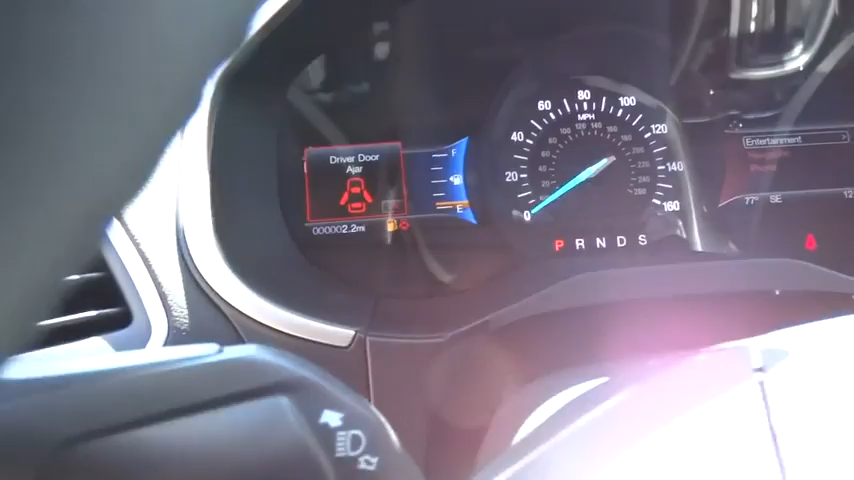 Driver Door
Ajar
000002.2mi
F
E
0 20 40 60 80 100 120 140 160
MPH
P R N D S
Entertainment >
77° SE